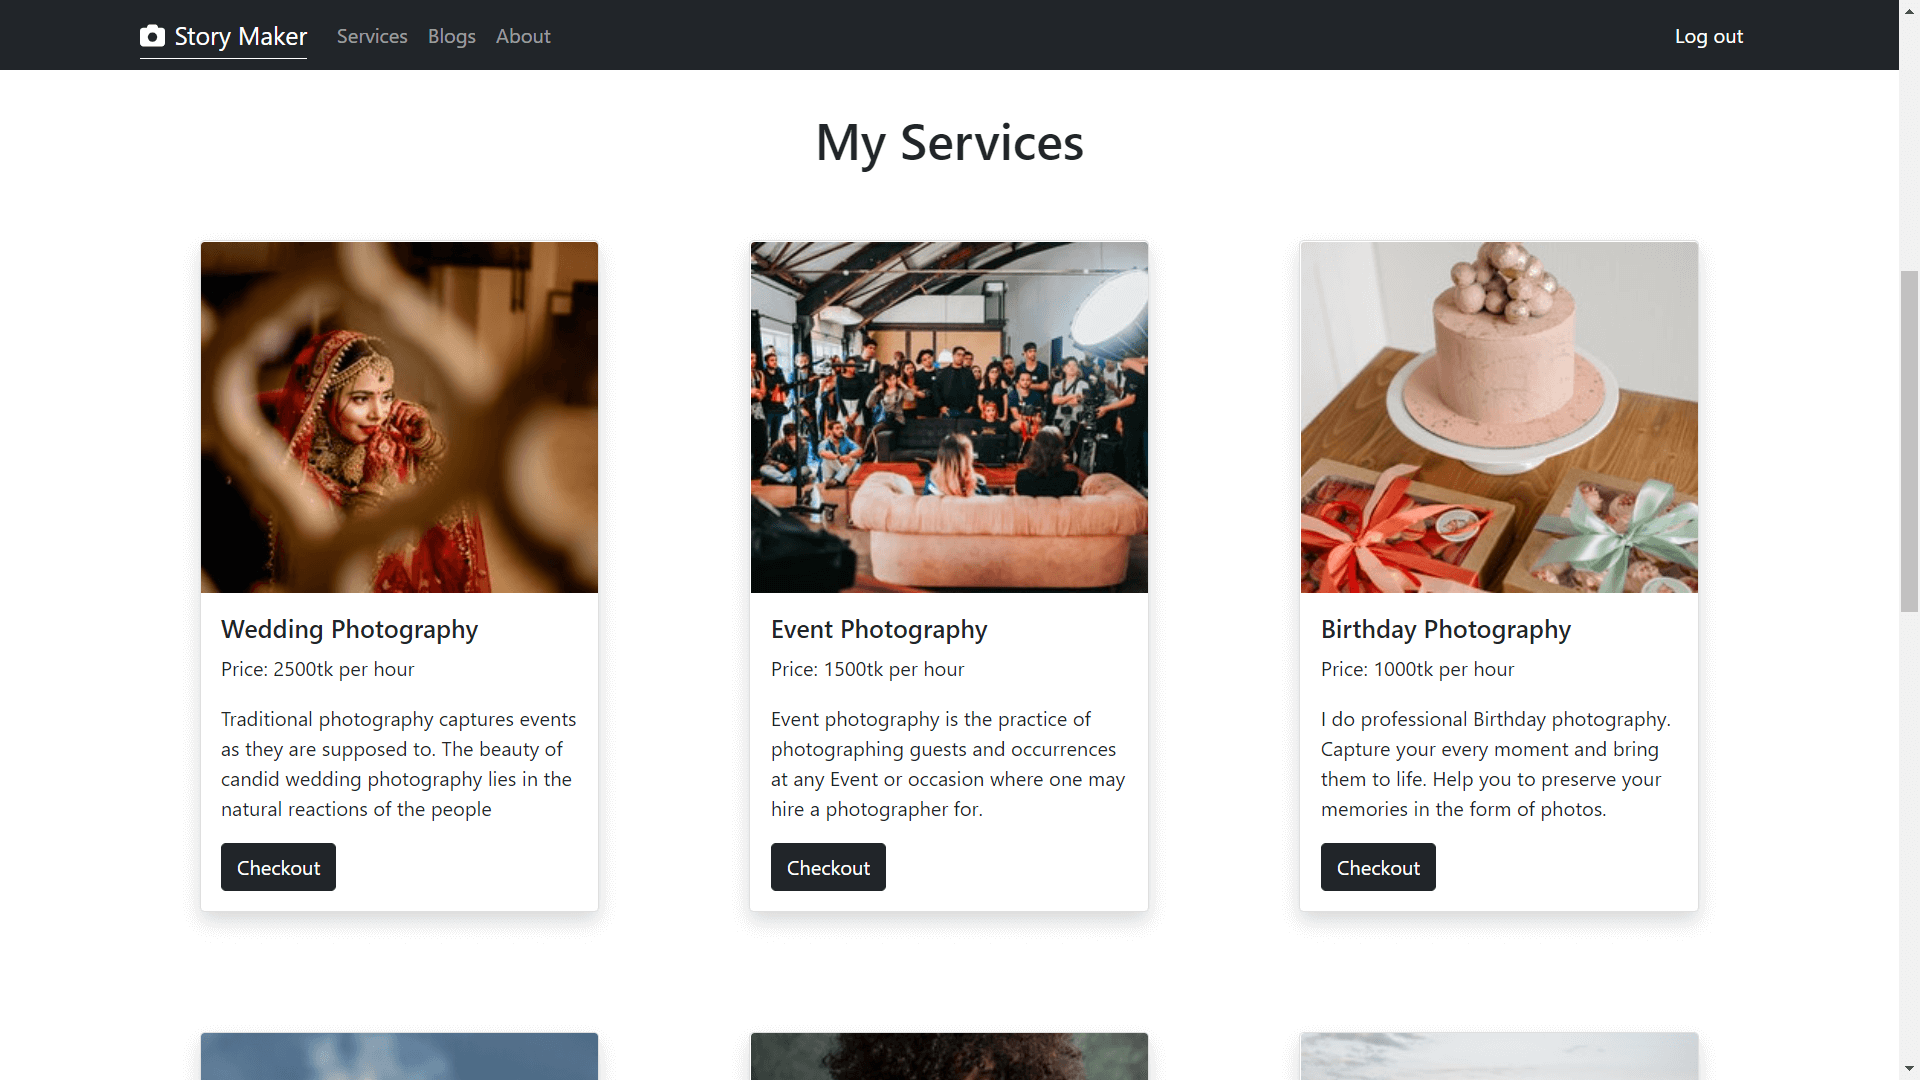 Story Maker Services Blogs About Log out
My Services
Wedding Photography
Price: 2500tk per hour
Traditional photography captures events
as they are supposed to. The beauty of
candid wedding photography lies in the
natural reactions of the people
Checkout
Event Photography
Price: 1500tk per hour
Event photography is the practice of
photographing guests and occurrences
at any Event or occasion where one may
hire a photographer for.
Checkout
Birthday Photography
Price: 1000tk per hour
I do professional Birthday photography.
Capture your every moment and bring
them to life. Help you to preserve your
memories in the form of photos.
Checkout